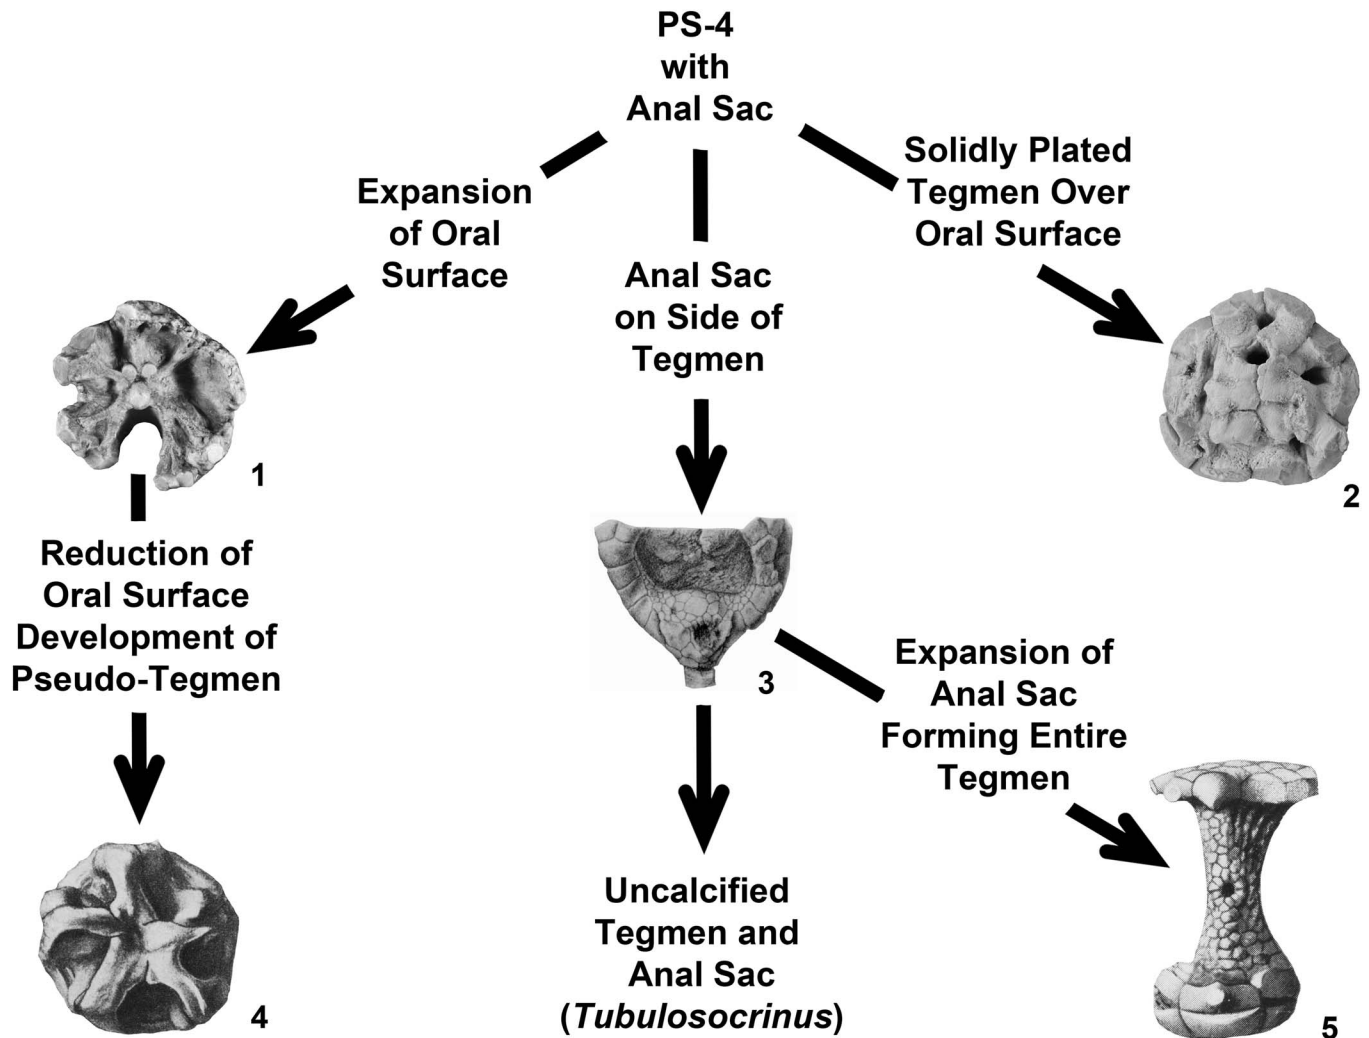 PS-4
with
Anal Sac
Expansion
of Oral
Surface
Solidly Plated
Tegmen Over
Oral Surface
Anal Sac
on Side of
Tegmen
1
2
Reduction of
Oral Surface
Development of
Pseudo-Tegmen
3
Expansion of
Anal Sac
Forming Entire
Tegmen
Uncalcified
Tegmen and
Anal Sac
(Tubulosocrinus)
4
5